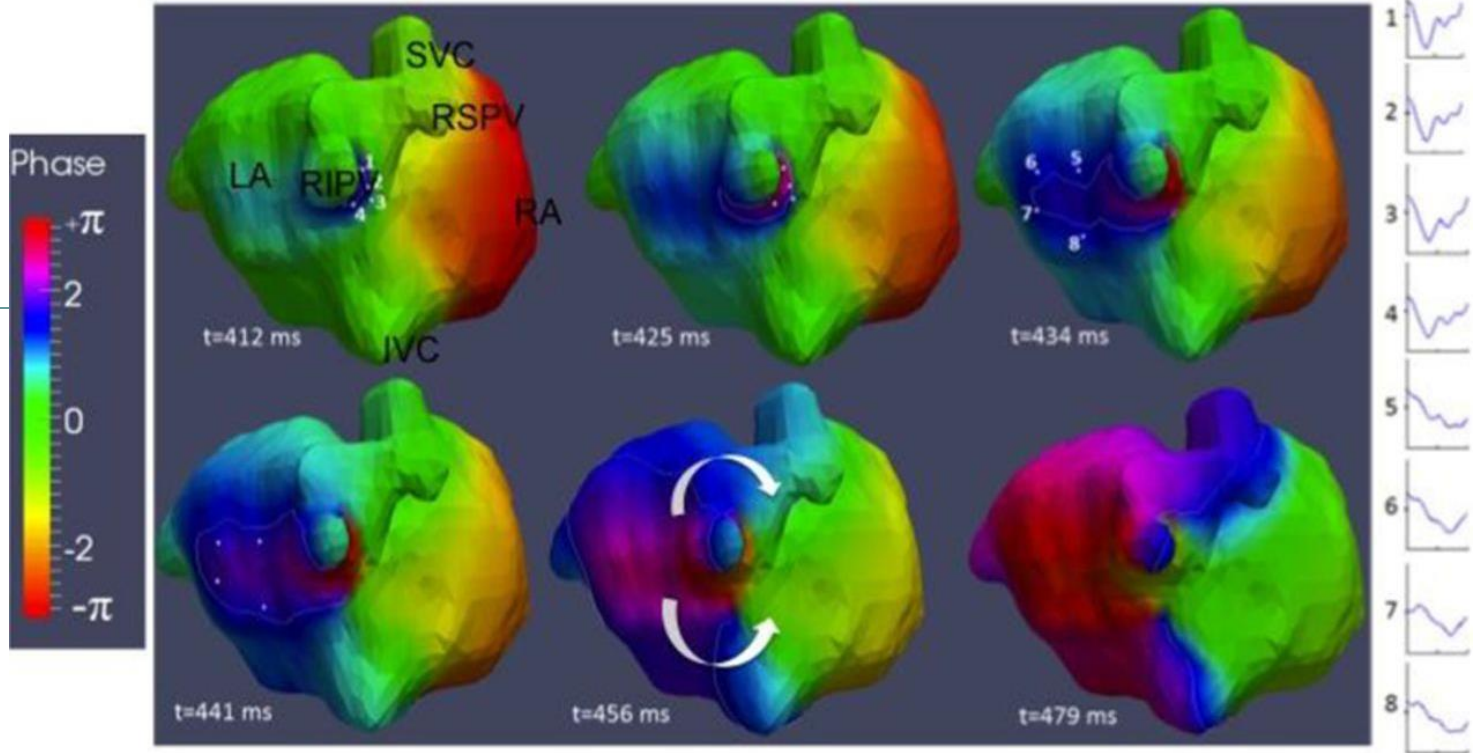 Phase
+π
2
0
-2
-π
SVC
RSPV
LA
RIPV
RA
IVC
1
2
3
4
t=412 ms
t=425 ms
6
5
7
8
t=434 ms
t=441 ms
t=456 ms
t=479 ms
1
2
3
4
5
6
7
8